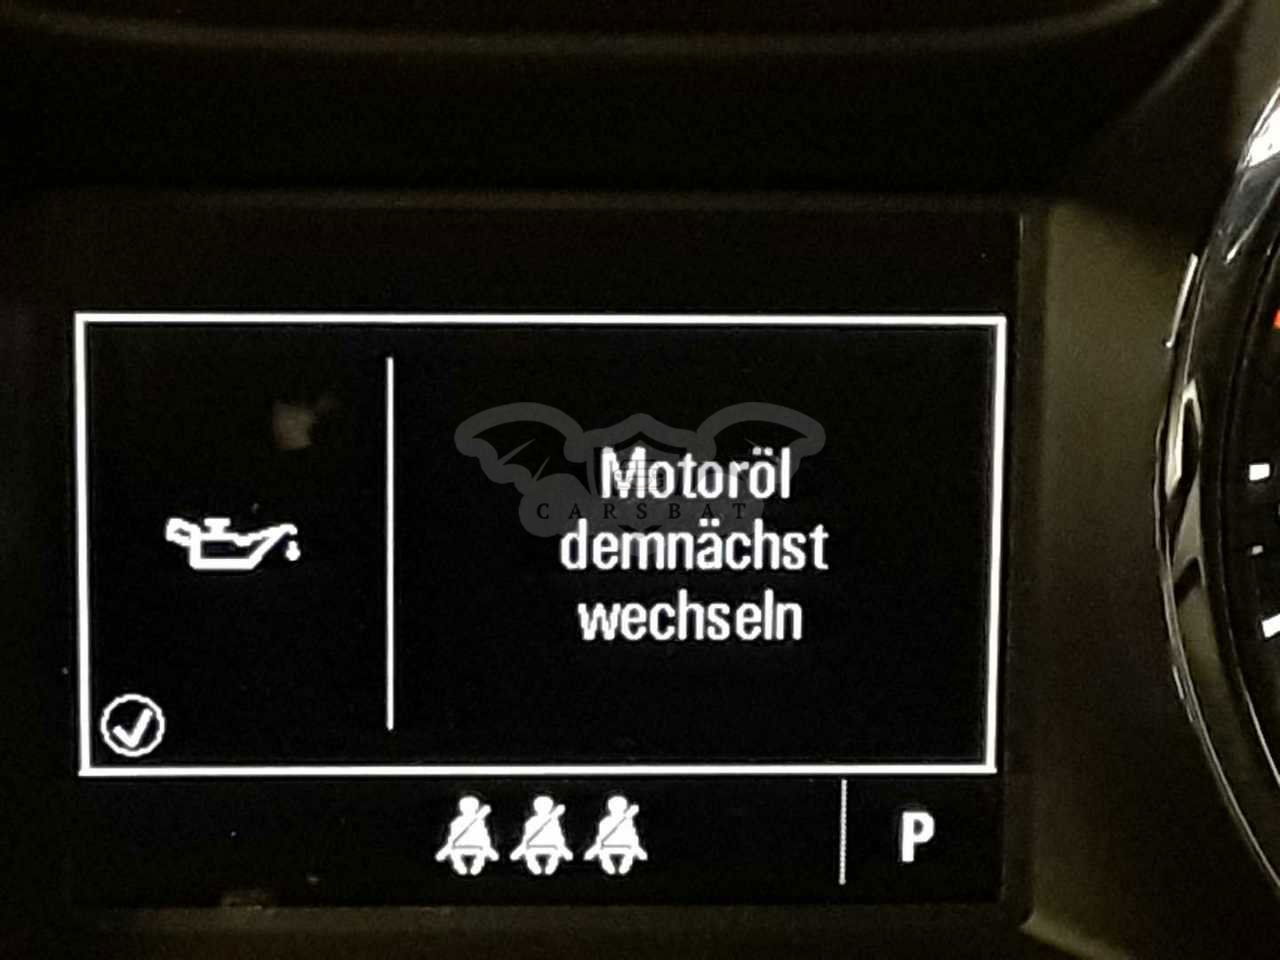 Motoröl
CARSBAT
demnächst
wechseln
P